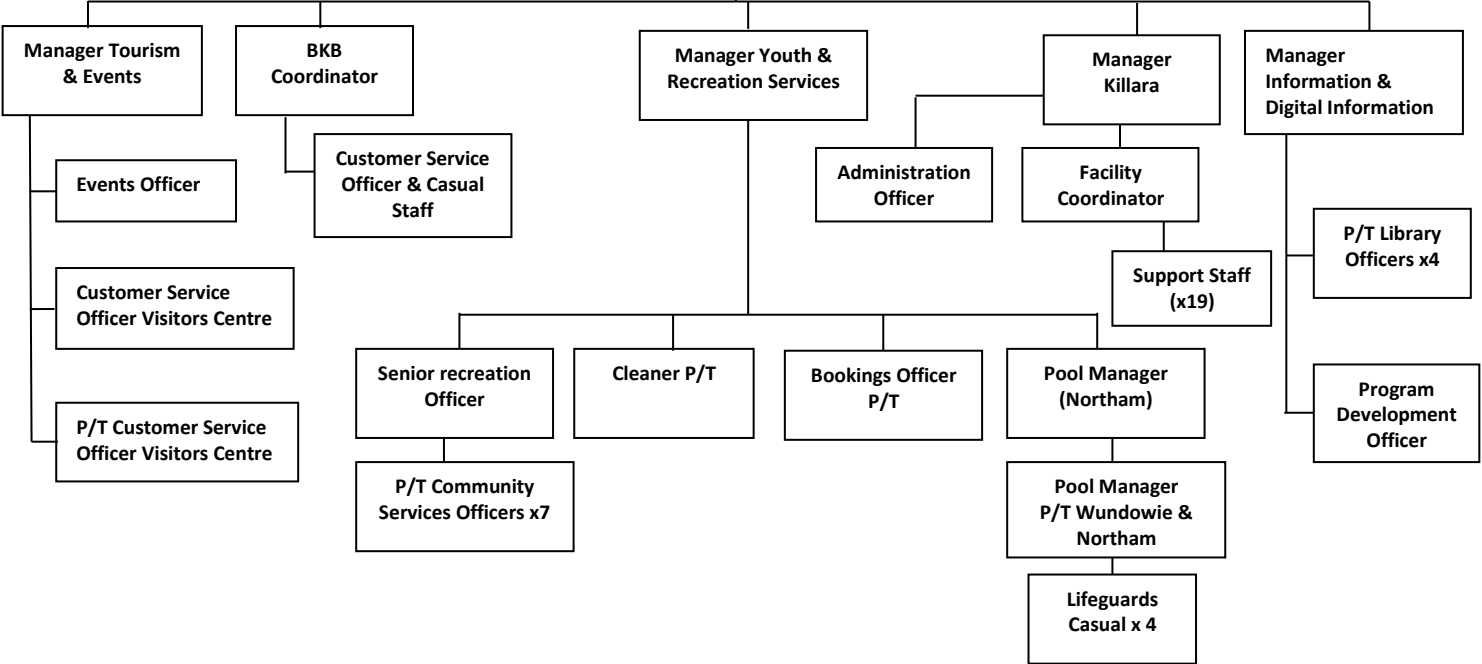 Manager Tourism
& Events
BKB
Coordinator
Manager Youth &
Recreation Services
Manager
Killara
Manager
Information &
Digital Information
Events Officer
Customer Service
Officer & Casual
Staff
Administration
Officer
Facility
Coordinator
P/T Library
Officers x4
Support Staff
(x19)
Customer Service
Officer Visitors Centre
Senior recreation
Officer
Cleaner P/T
Bookings Officer
P/T
Pool Manager
(Northam)
Program
Development
Officer
P/T Customer Service
Officer Visitors Centre
P/T Community
Services Officers x7
Pool Manager
P/T Wundowie &
Northam
Lifeguards
Casual x 4